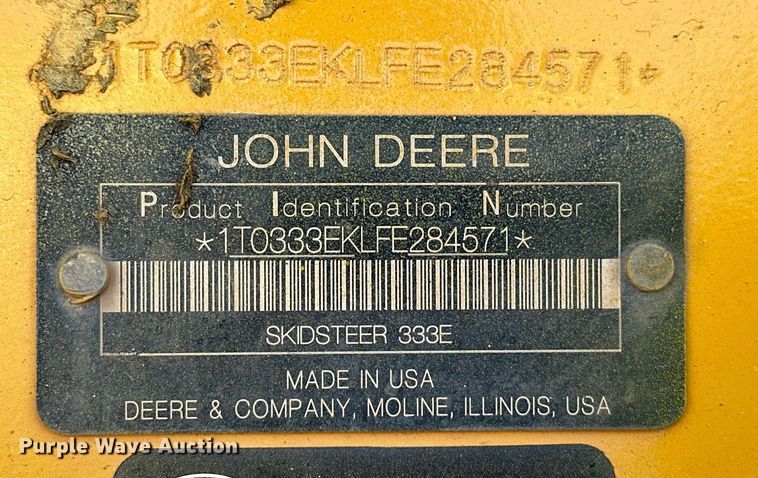 1T0333EKLFE284571*
JOHN DEERE
Product Identification Number
*1T0333EKLFE284571*
SKIDSTEER 333E
MADE IN USA
DEERE & COMPANY, MOLINE, ILLINOIS, USA
Purple Wave Auction